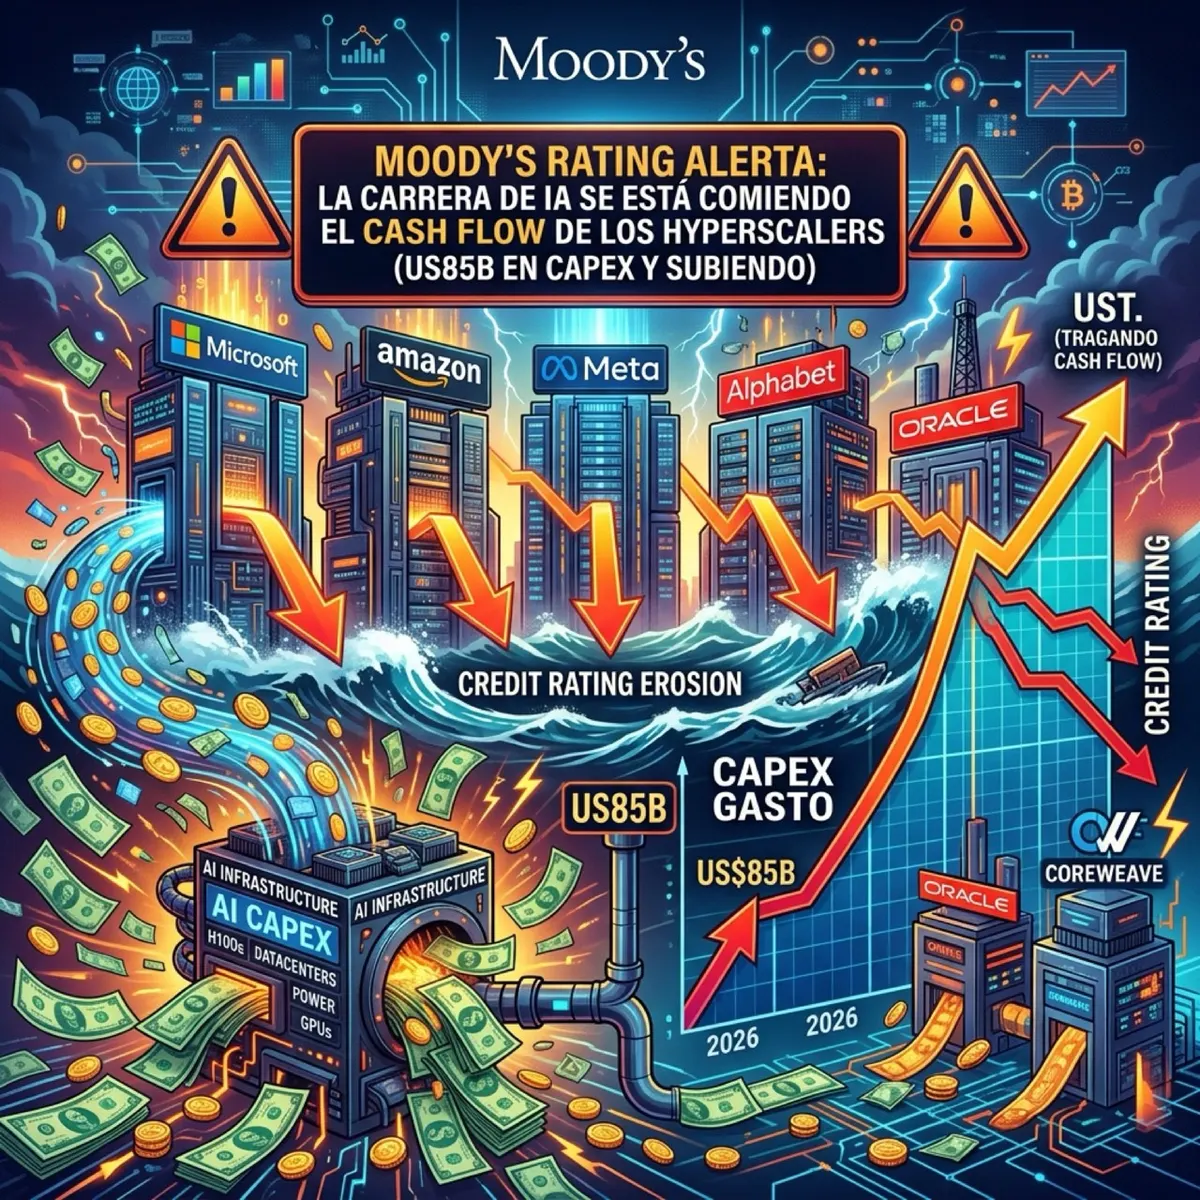 MOODY'S
MOODY'S RATING ALERTA:
LA CARRERA DE IA SE ESTÁ COMIENDO
EL CASH FLOW DE LOS HYPERSCALERS
(US85B EN CAPEX Y SUBIENDO)
UST.
(TRAGANDO
CASH FLOW)
Microsoft
amazon
Meta
Alphabet
ORACLE
CREDIT RATING
CREDIT RATING EROSION
CAPEX
GASTO
US85B
US$85B
COREWEAVE
ORACLE
AI INFRASTRUCTURE
AI INFRASTRUCTURE
AI CAPEX
H100s
DATACENTERS
POWER
GPUs
2026
2026